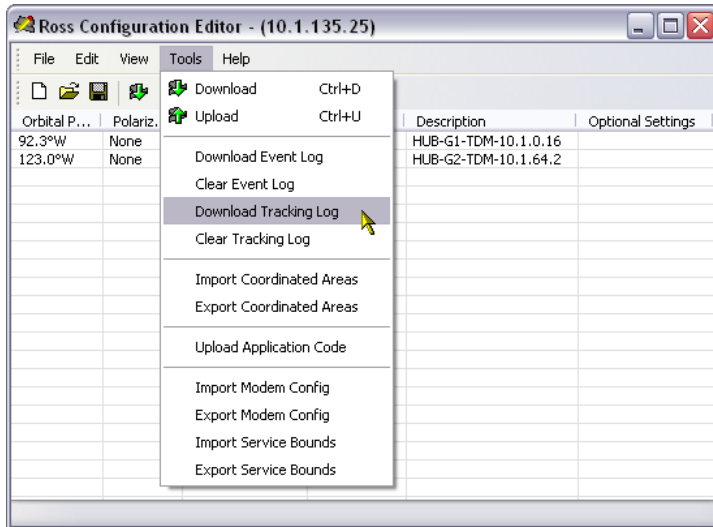 Ross Configuration Editor - (10.1.135.25)
File Edit View Tools Help
Download Ctrl+D
Upload Ctrl+U
Download Event Log
Clear Event Log
Download Tracking Log
Clear Tracking Log
Import Coordinated Areas
Export Coordinated Areas
Upload Application Code
Import Modem Config
Export Modem Config
Import Service Bounds
Export Service Bounds
Orbital P... Polariz. Description Optional Settings
92.3°W None HUB-G1-TDM-10.1.0.16
123.0°W None HUB-G2-TDM-10.1.64.2